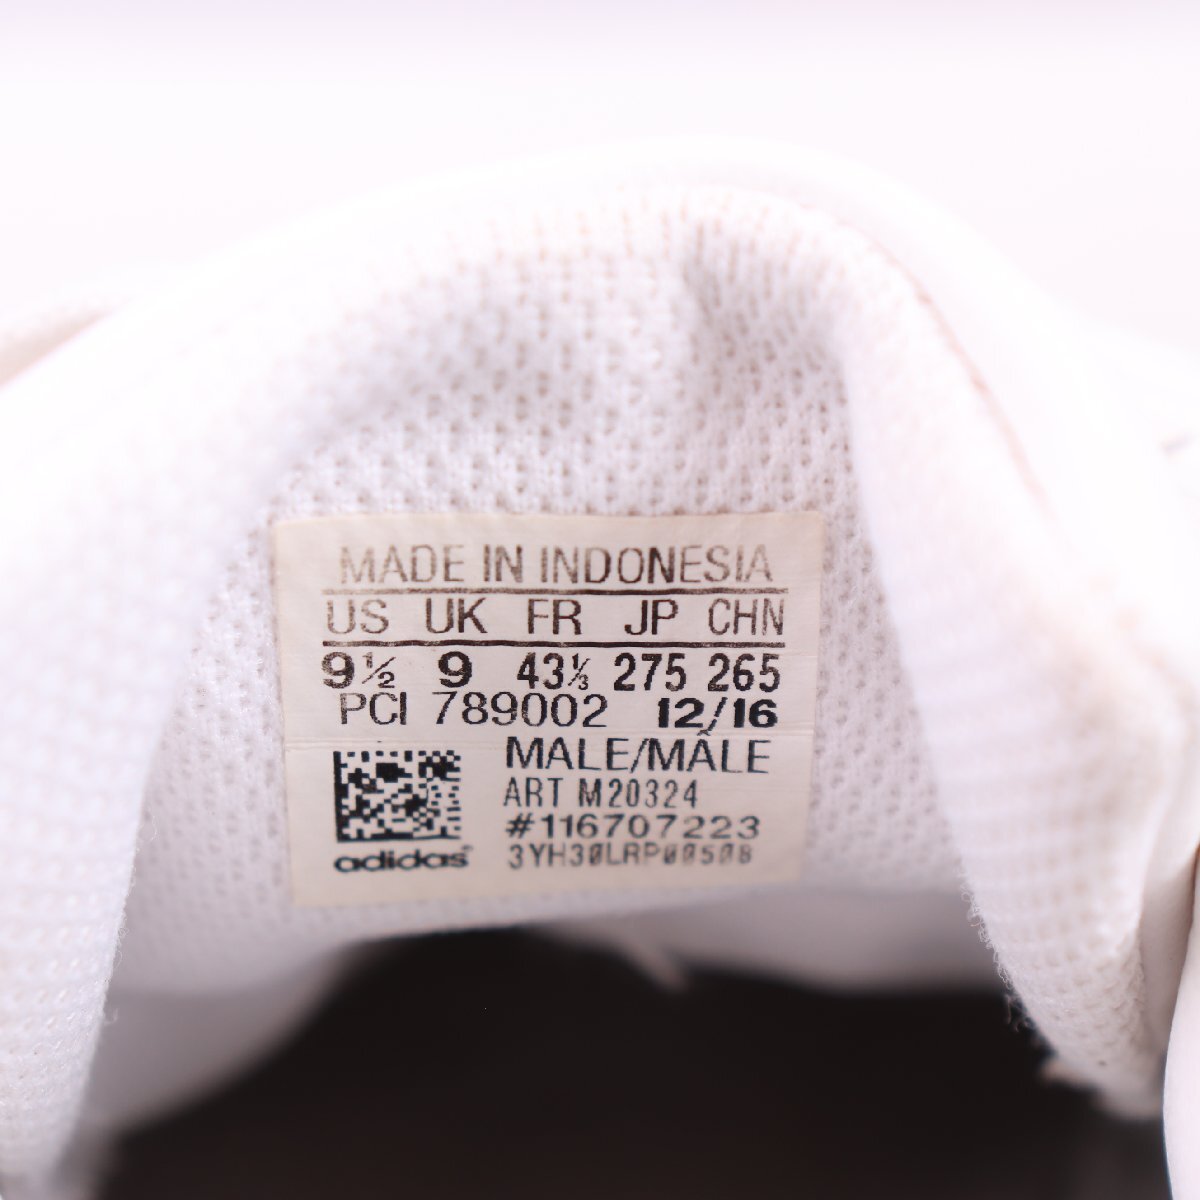 MADE IN INDONESIA
US UK FR JP CHN
9½ 9 43⅓ 275 265
PCI 789002 12/16
MALE/MÂLE
ART M20324
#116707223
adidas 3YH30LRP00508